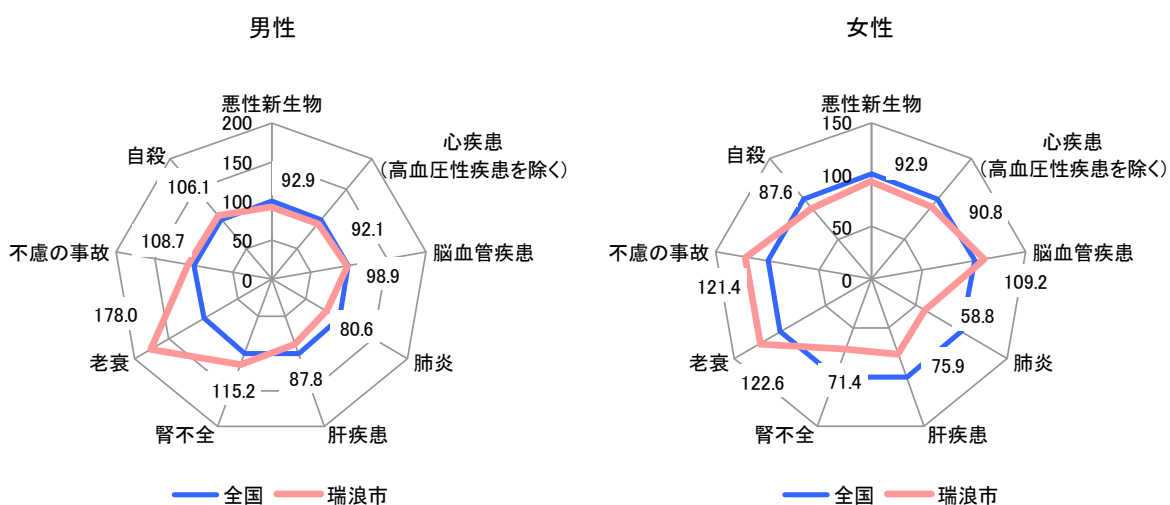 男性
悪性新生物
200
150
100
50
0
心疾患
(高血圧性疾患を除く)
脳血管疾患
肺炎
肝疾患
腎不全
老衰
不慮の事故
自殺
92.9
92.1
98.9
80.6
87.8
115.2
178.0
108.7
106.1
全国
瑞浪市
女性
悪性新生物
150
100
50
0
心疾患
(高血圧性疾患を除く)
脳血管疾患
肺炎
肝疾患
腎不全
老衰
不慮の事故
自殺
92.9
90.8
109.2
58.8
75.9
71.4
122.6
121.4
87.6
全国
瑞浪市